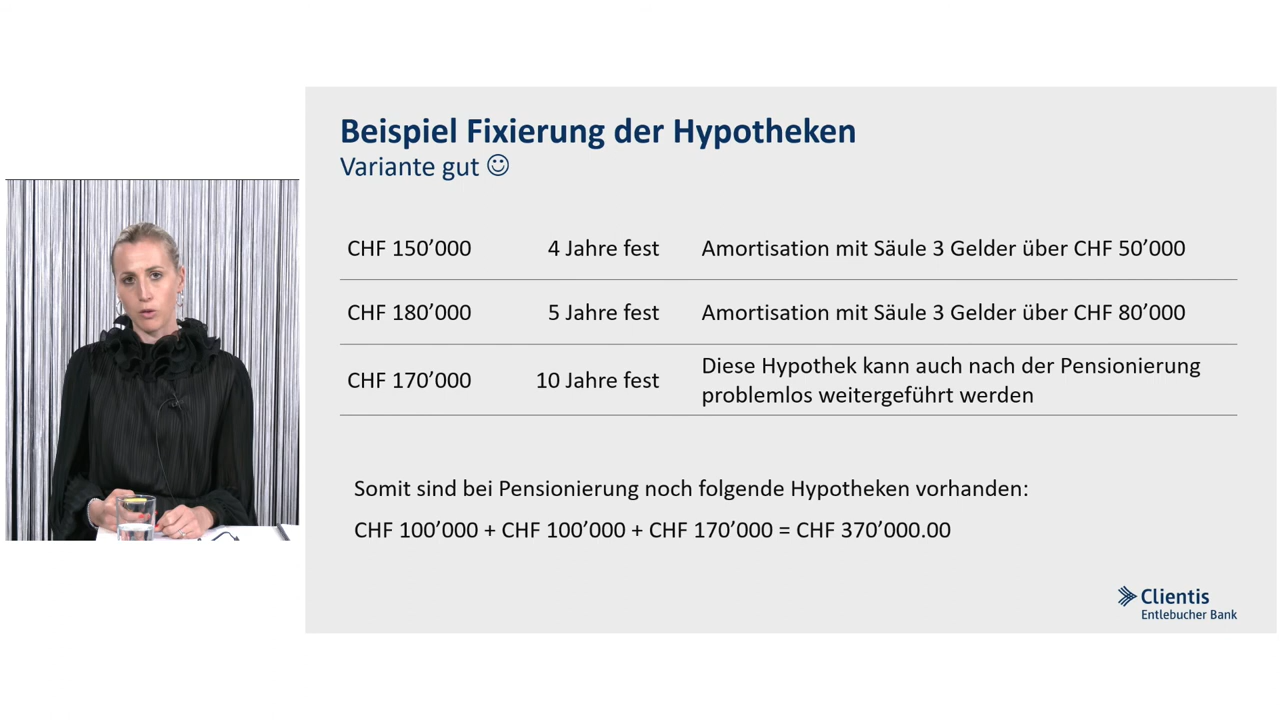 Beispiel Fixierung der Hypotheken
Variante gut ☺
CHF 150’000 4 Jahre fest Amortisation mit Säule 3 Gelder über CHF 50’000
CHF 180’000 5 Jahre fest Amortisation mit Säule 3 Gelder über CHF 80’000
CHF 170’000 10 Jahre fest Diese Hypothek kann auch nach der Pensionierung
problemlos weitergeführt werden
Somit sind bei Pensionierung noch folgende Hypotheken vorhanden:
CHF 100’000 + CHF 100’000 + CHF 170’000 = CHF 370’000.00
Clientis
Entlebucher Bank